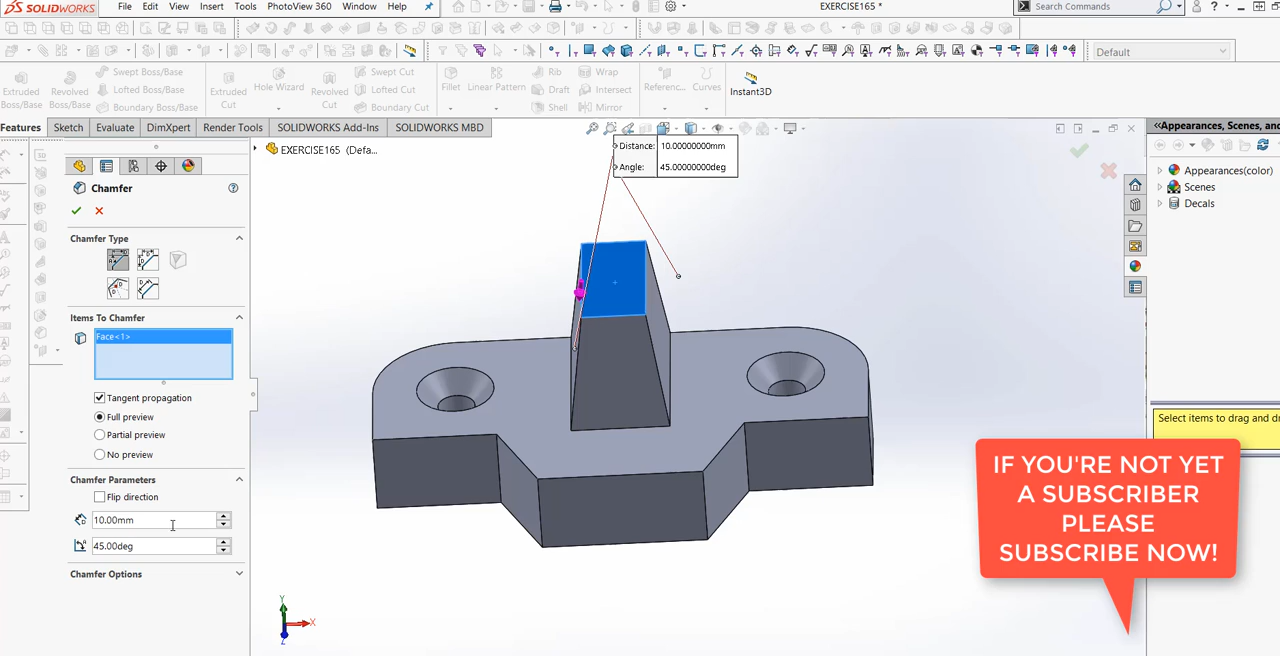 SOLIDWORKS
File Edit View Insert Tools PhotoView 360 Window Help
EXERCISE165 *
Search Commands
Default
Extruded
Boss/Base
Revolved
Boss/Base
Swept Boss/Base
Lofted Boss/Base
Boundary Boss/Base
Extruded
Cut
Hole Wizard
Revolved
Cut
Swept Cut
Lofted Cut
Boundary Cut
Fillet
Linear Pattern
Rib
Draft
Shell
Wrap
Intersect
Mirror
Referenc...
Curves
Instant3D
Features Sketch Evaluate DimXpert Render Tools SOLIDWORKS Add-Ins SOLIDWORKS MBD
EXERCISE165 (Defa...
Chamfer
Chamfer Type
Items To Chamfer
Face<1>
Tangent propagation
Full preview
Partial preview
No preview
Chamfer Parameters
Flip direction
10.00mm
45.00deg
Chamfer Options
Distance: 10.00000000mm
Angle: 45.00000000deg
Y
X
Z
Appearances, Scenes, and
Appearances(color)
Scenes
Decals
Select items to drag and
IF YOU'RE NOT YET
A SUBSCRIBER
PLEASE
SUBSCRIBE NOW!